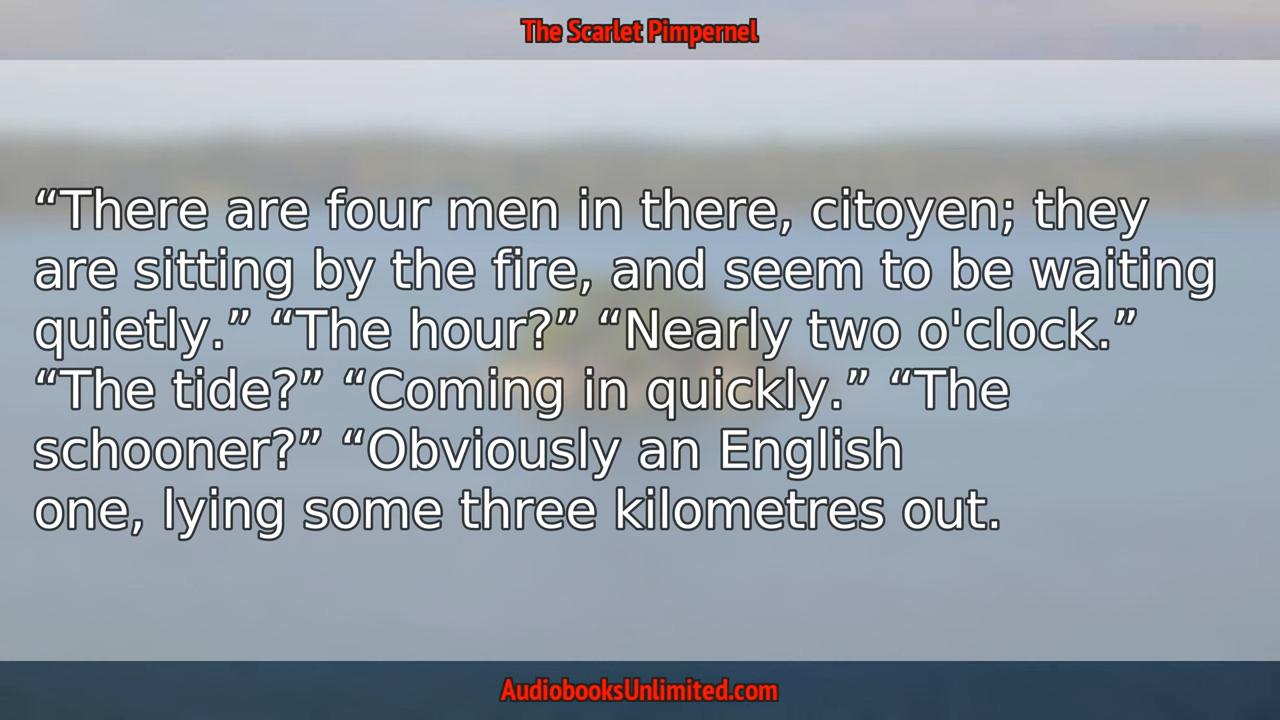 The Scarlet Pimpernel
“There are four men in there, citoyen; they
are sitting by the fire, and seem to be waiting
quietly.” “The hour?” “Nearly two o'clock.”
“The tide?” “Coming in quickly.” “The
schooner?” “Obviously an English
one, lying some three kilometres out.
AudiobooksUnlimited.com